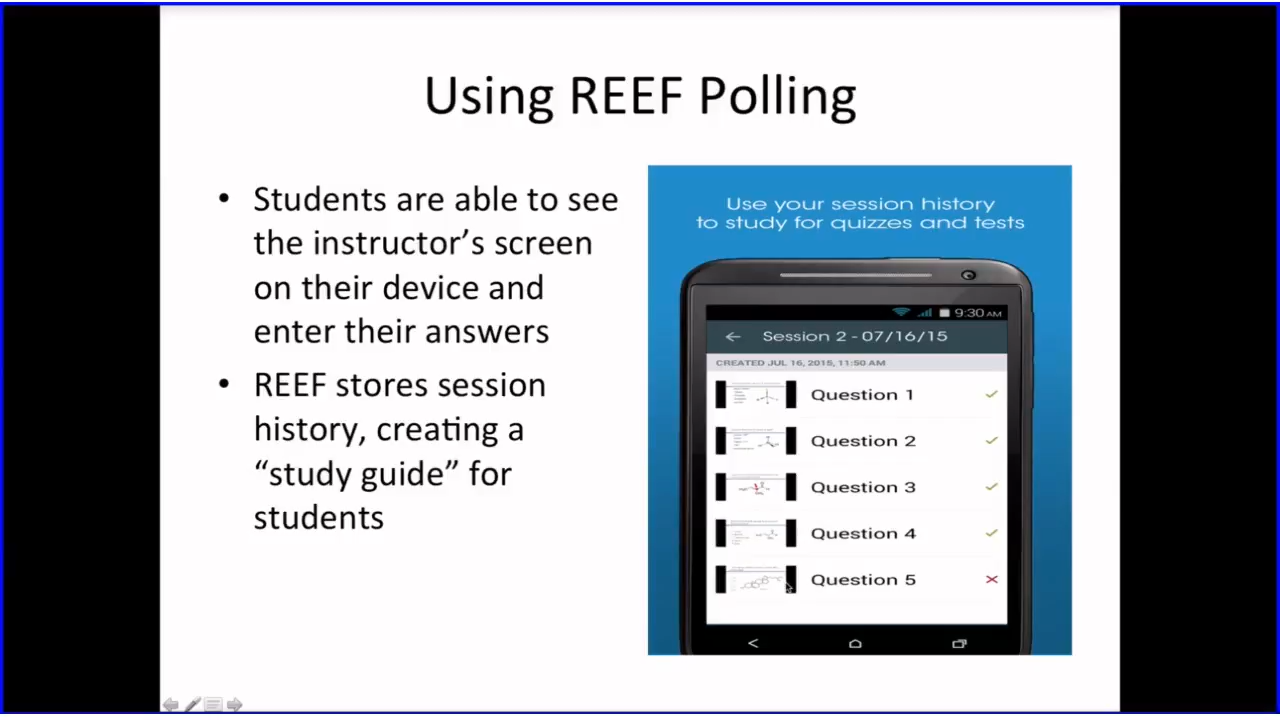 Using REEF Polling
• Students are able to see
the instructor’s screen
on their device and
enter their answers
• REEF stores session
history, creating a
“study guide” for
students
Use your session history
to study for quizzes and tests
9:30 AM
Session 2 - 07/16/15
CREATED JUL 16, 2015, 11:50 AM
Question 1
Question 2
Question 3
Question 4
Question 5